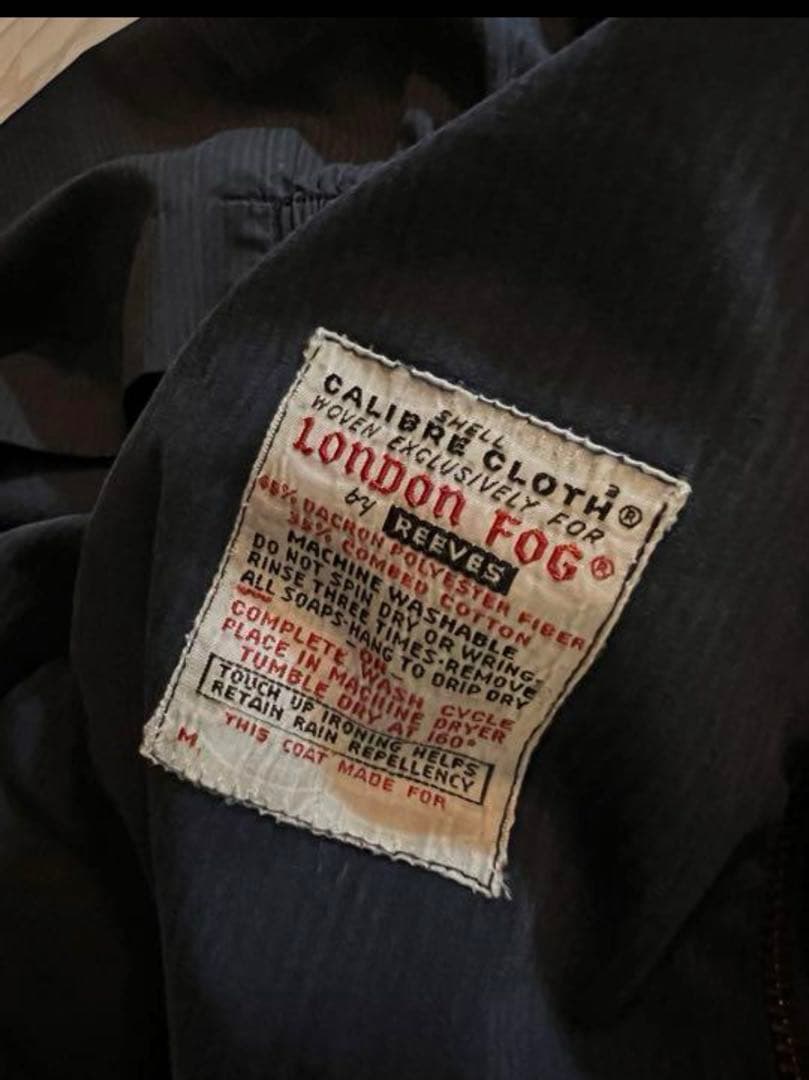 SHELL
CALIBRE CLOTH³®
WOVEN EXCLUSIVELY FOR
LONDON FOG®
by REEVES
65% DACRON POLYESTER FIBER
35% COMBED COTTON
MACHINE WASHABLE
DO NOT SPIN DRY OR WRING-
RINSE THREE TIMES-REMOVE
ALL SOAPS-HANG TO DRIP DRY
COMPLETE WASH CYCLE
PLACE IN MACHINE DRYER
TUMBLE DRY AT 160°
TOUCH UP IRONING HELPS
RETAIN RAIN REPELLENCY
THIS COAT MADE FOR
M.